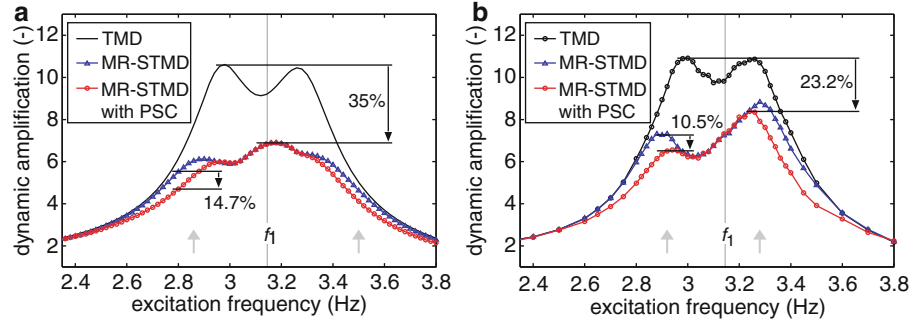 a
dynamic amplification (-)
12
10
8
6
4
2
TMD
MR-STMD
MR-STMD
with PSC
35%
14.7%
f1
2.4 2.6 2.8 3 3.2 3.4 3.6 3.8
excitation frequency (Hz)
b
dynamic amplification (-)
12
10
8
6
4
2
TMD
MR-STMD
MR-STMD
with PSC
23.2%
10.5%
f1
2.4 2.6 2.8 3 3.2 3.4 3.6 3.8
excitation frequency (Hz)